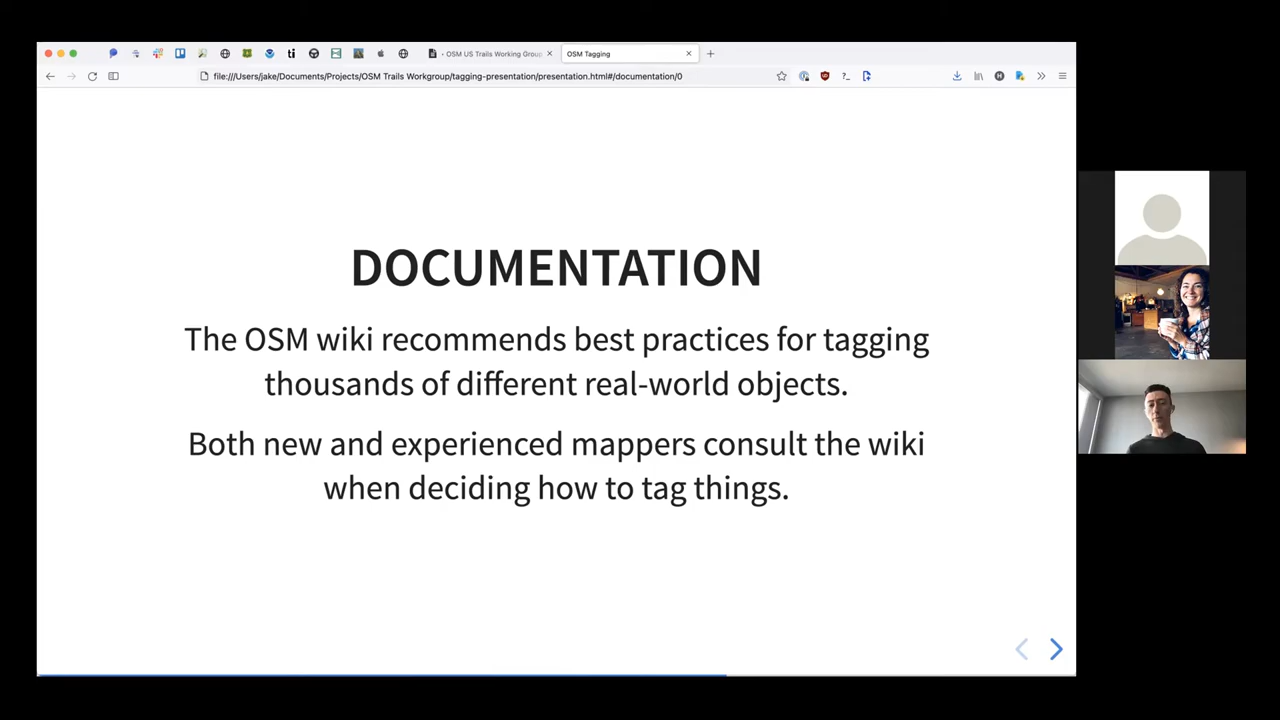 - OSM US Trails Working Group
OSM Tagging
file:///Users/jake/Documents/Projects/OSM Trails Workgroup/tagging-presentation/presentation.html#/documentation/0
DOCUMENTATION
The OSM wiki recommends best practices for tagging
thousands of different real-world objects.
Both new and experienced mappers consult the wiki
when deciding how to tag things.